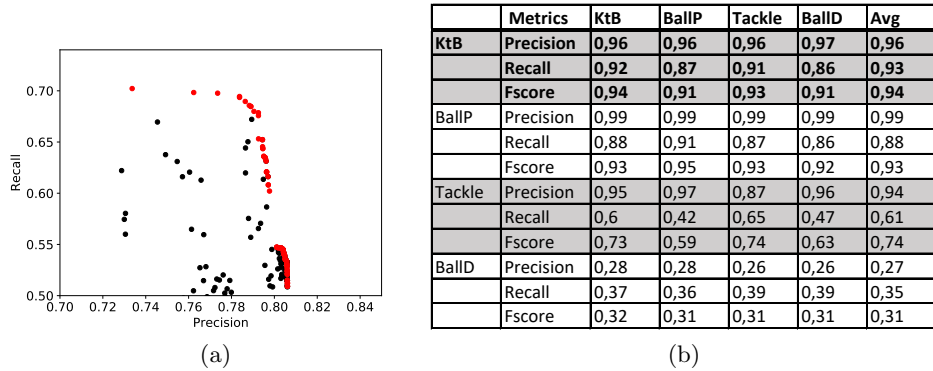 0.70
0.65
0.60
0.55
0.50
Recall
0.70 0.72 0.74 0.76 0.78 0.80 0.82 0.84
Precision
(a)
Metrics KtB BallP Tackle BallD Avg
KtB Precision 0,96 0,96 0,96 0,97 0,96
Recall 0,92 0,87 0,91 0,86 0,93
Fscore 0,94 0,91 0,93 0,91 0,94
BallP Precision 0,99 0,99 0,99 0,99 0,99
Recall 0,88 0,91 0,87 0,86 0,88
Fscore 0,93 0,95 0,93 0,92 0,93
Tackle Precision 0,95 0,97 0,87 0,96 0,94
Recall 0,6 0,42 0,65 0,47 0,61
Fscore 0,73 0,59 0,74 0,63 0,74
BallD Precision 0,28 0,28 0,26 0,26 0,27
Recall 0,37 0,36 0,39 0,39 0,35
Fscore 0,32 0,31 0,31 0,31 0,31
(b)